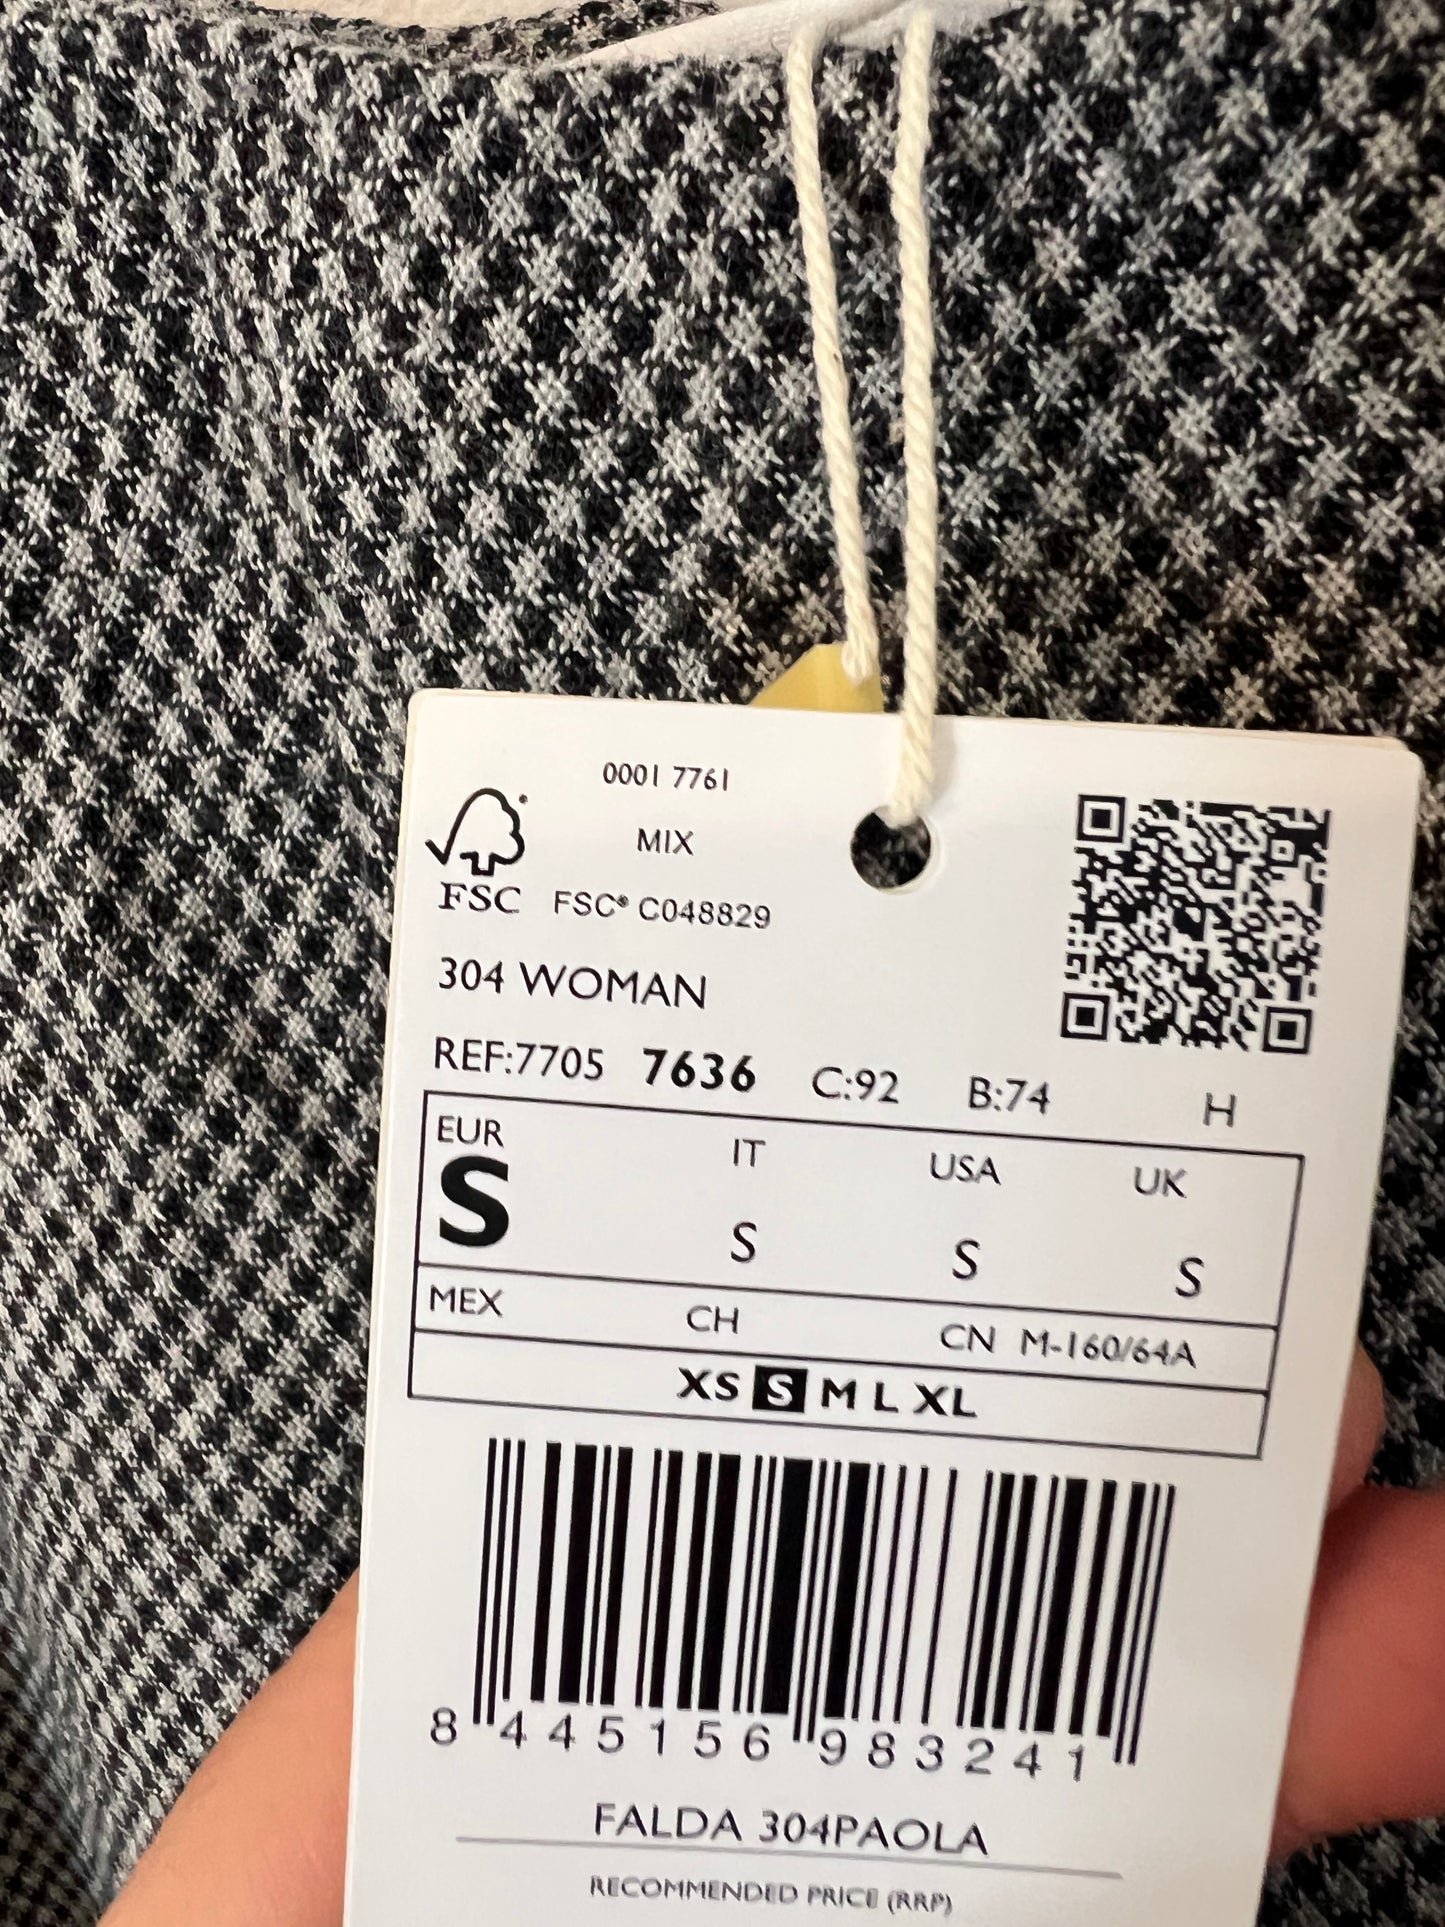 0001 7761
MIX
FSC FSC® C048829
304 WOMAN
REF:7705 7636 C:92 B:74 H
EUR IT USA UK
S S S S
MEX CH CN M-160/64A
XS S M L XL
8 445156 983241
FALDA 304PAOLA
RECOMMENDED PRICE (RRP)